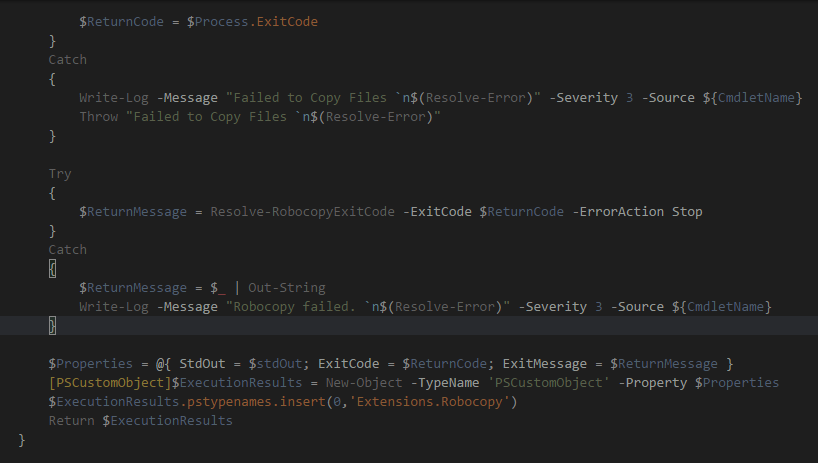 $ReturnCode = $Process.ExitCode
}
Catch
{
Write-Log -Message "Failed to Copy Files `n$(Resolve-Error)" -Severity 3 -Source ${CmdletName}
Throw "Failed to Copy Files `n$(Resolve-Error)"
}
Try
{
$ReturnMessage = Resolve-RobocopyExitCode -ExitCode $ReturnCode -ErrorAction Stop
}
Catch
{
$ReturnMessage = $_ | Out-String
Write-Log -Message "Robocopy failed. `n$(Resolve-Error)" -Severity 3 -Source ${CmdletName}
}
$Properties = @{ StdOut = $stdOut; ExitCode = $ReturnCode; ExitMessage = $ReturnMessage }
[PSCustomObject]$ExecutionResults = New-Object -TypeName 'PSCustomObject' -Property $Properties
$ExecutionResults.pstypenames.insert(0,'Extensions.Robocopy')
Return $ExecutionResults
}